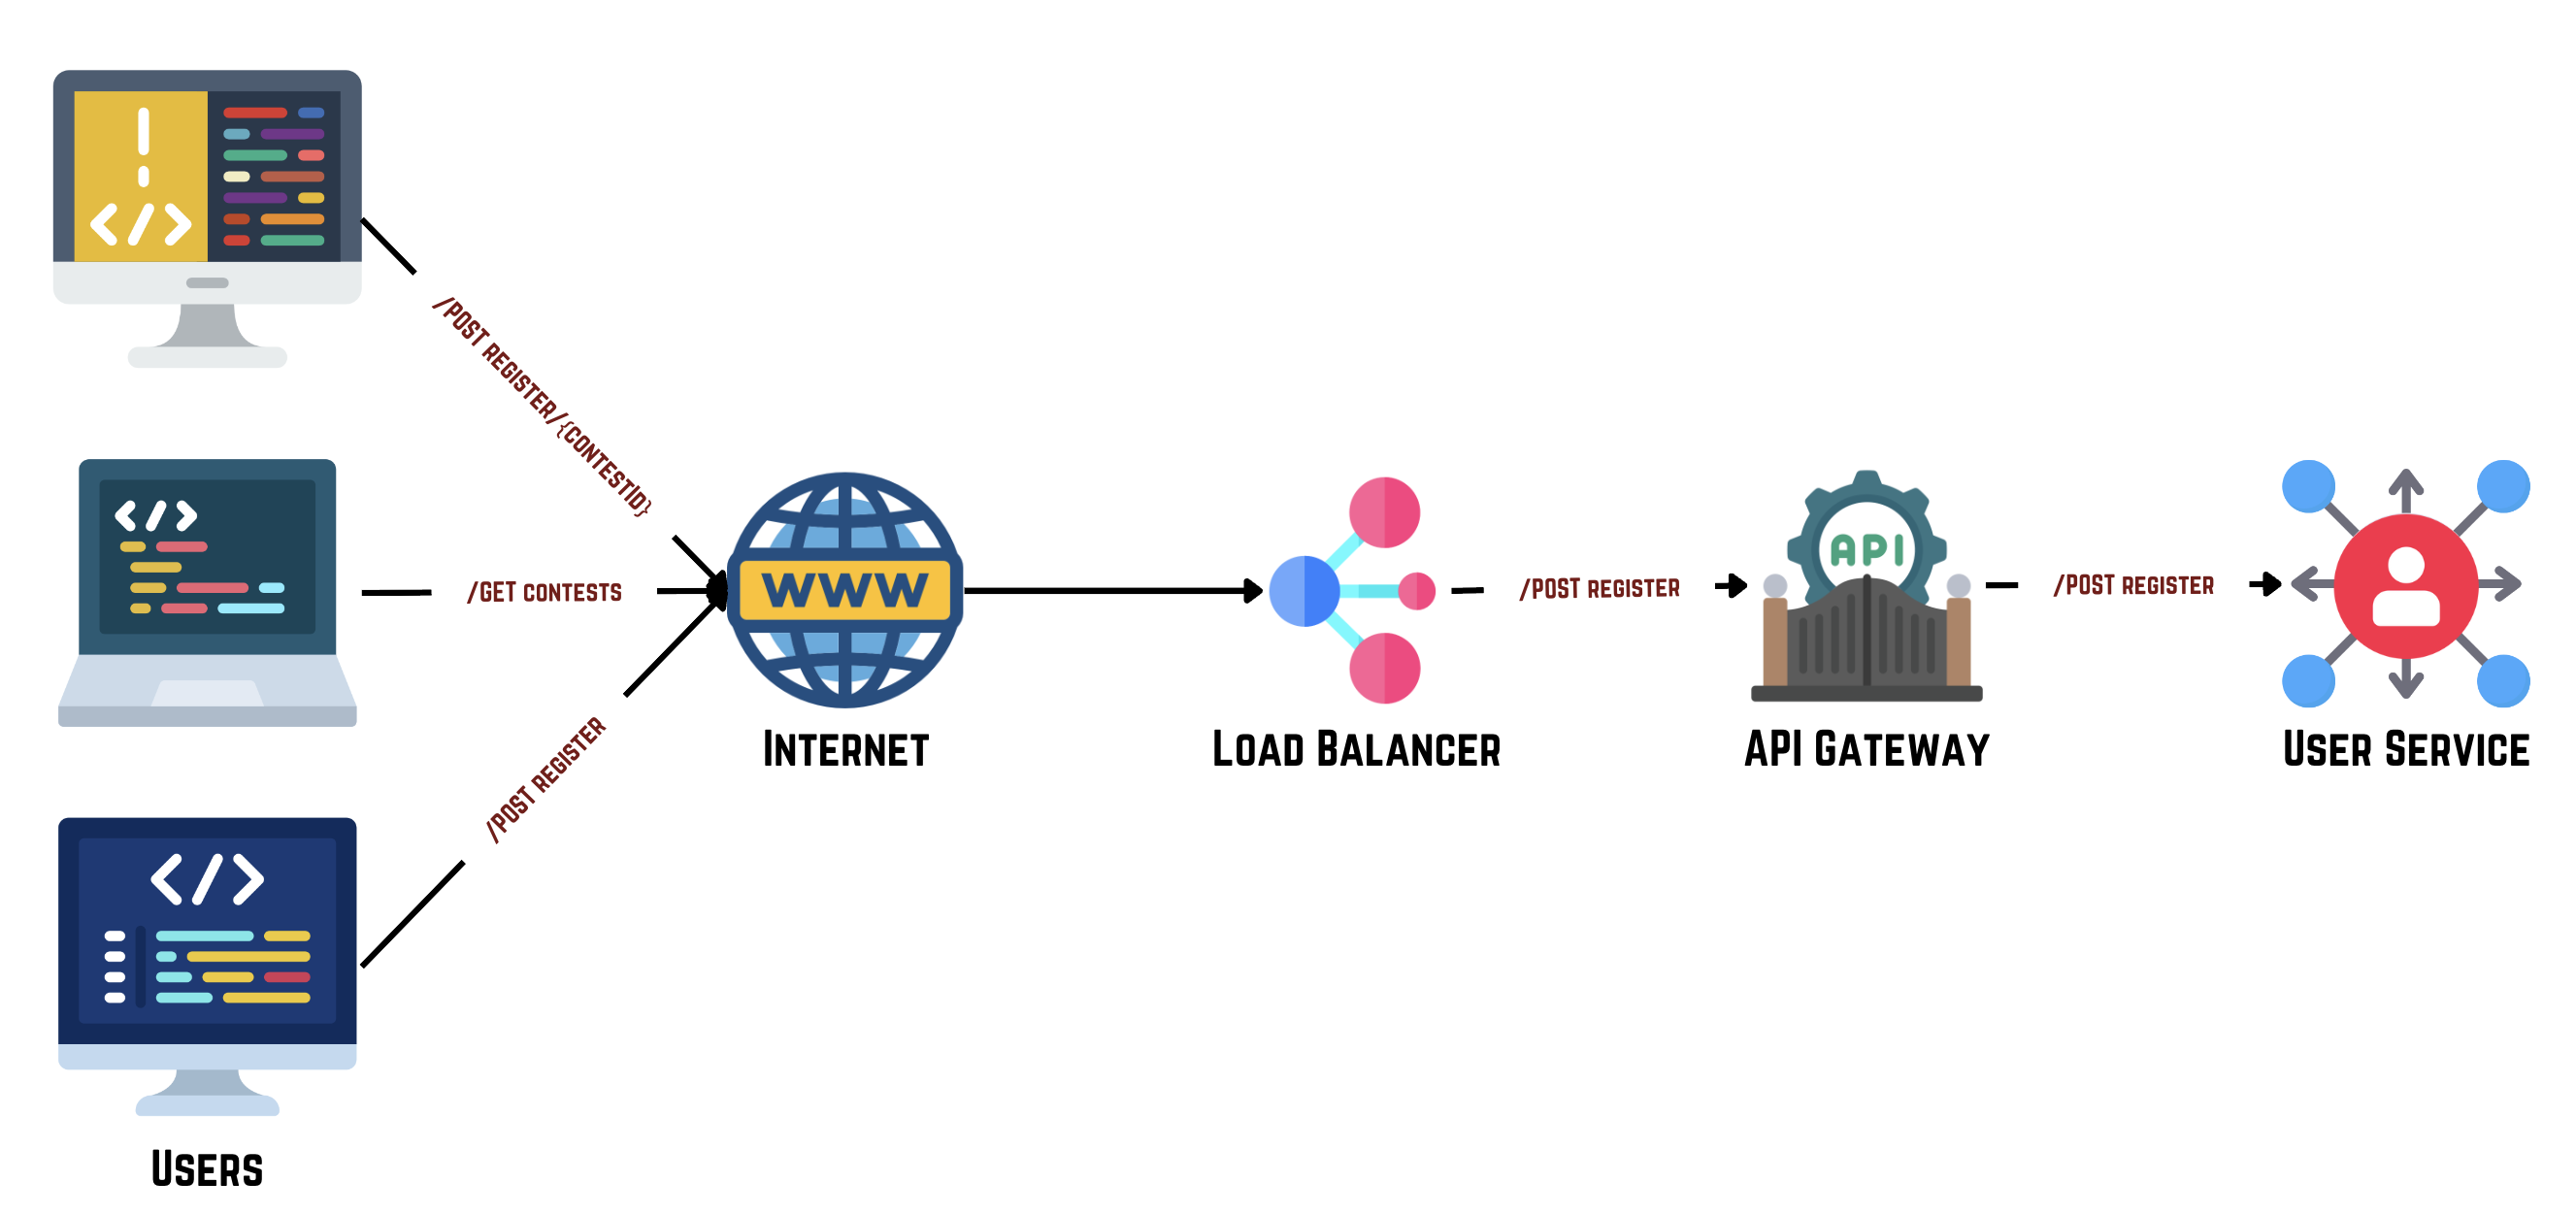 </>
/POST REGISTER/{CONTESTID}
</>
/GET CONTESTS
/POST REGISTER
</>
USERS
WWW
INTERNET
LOAD BALANCER
/POST REGISTER
API
API GATEWAY
/POST REGISTER
USER SERVICE